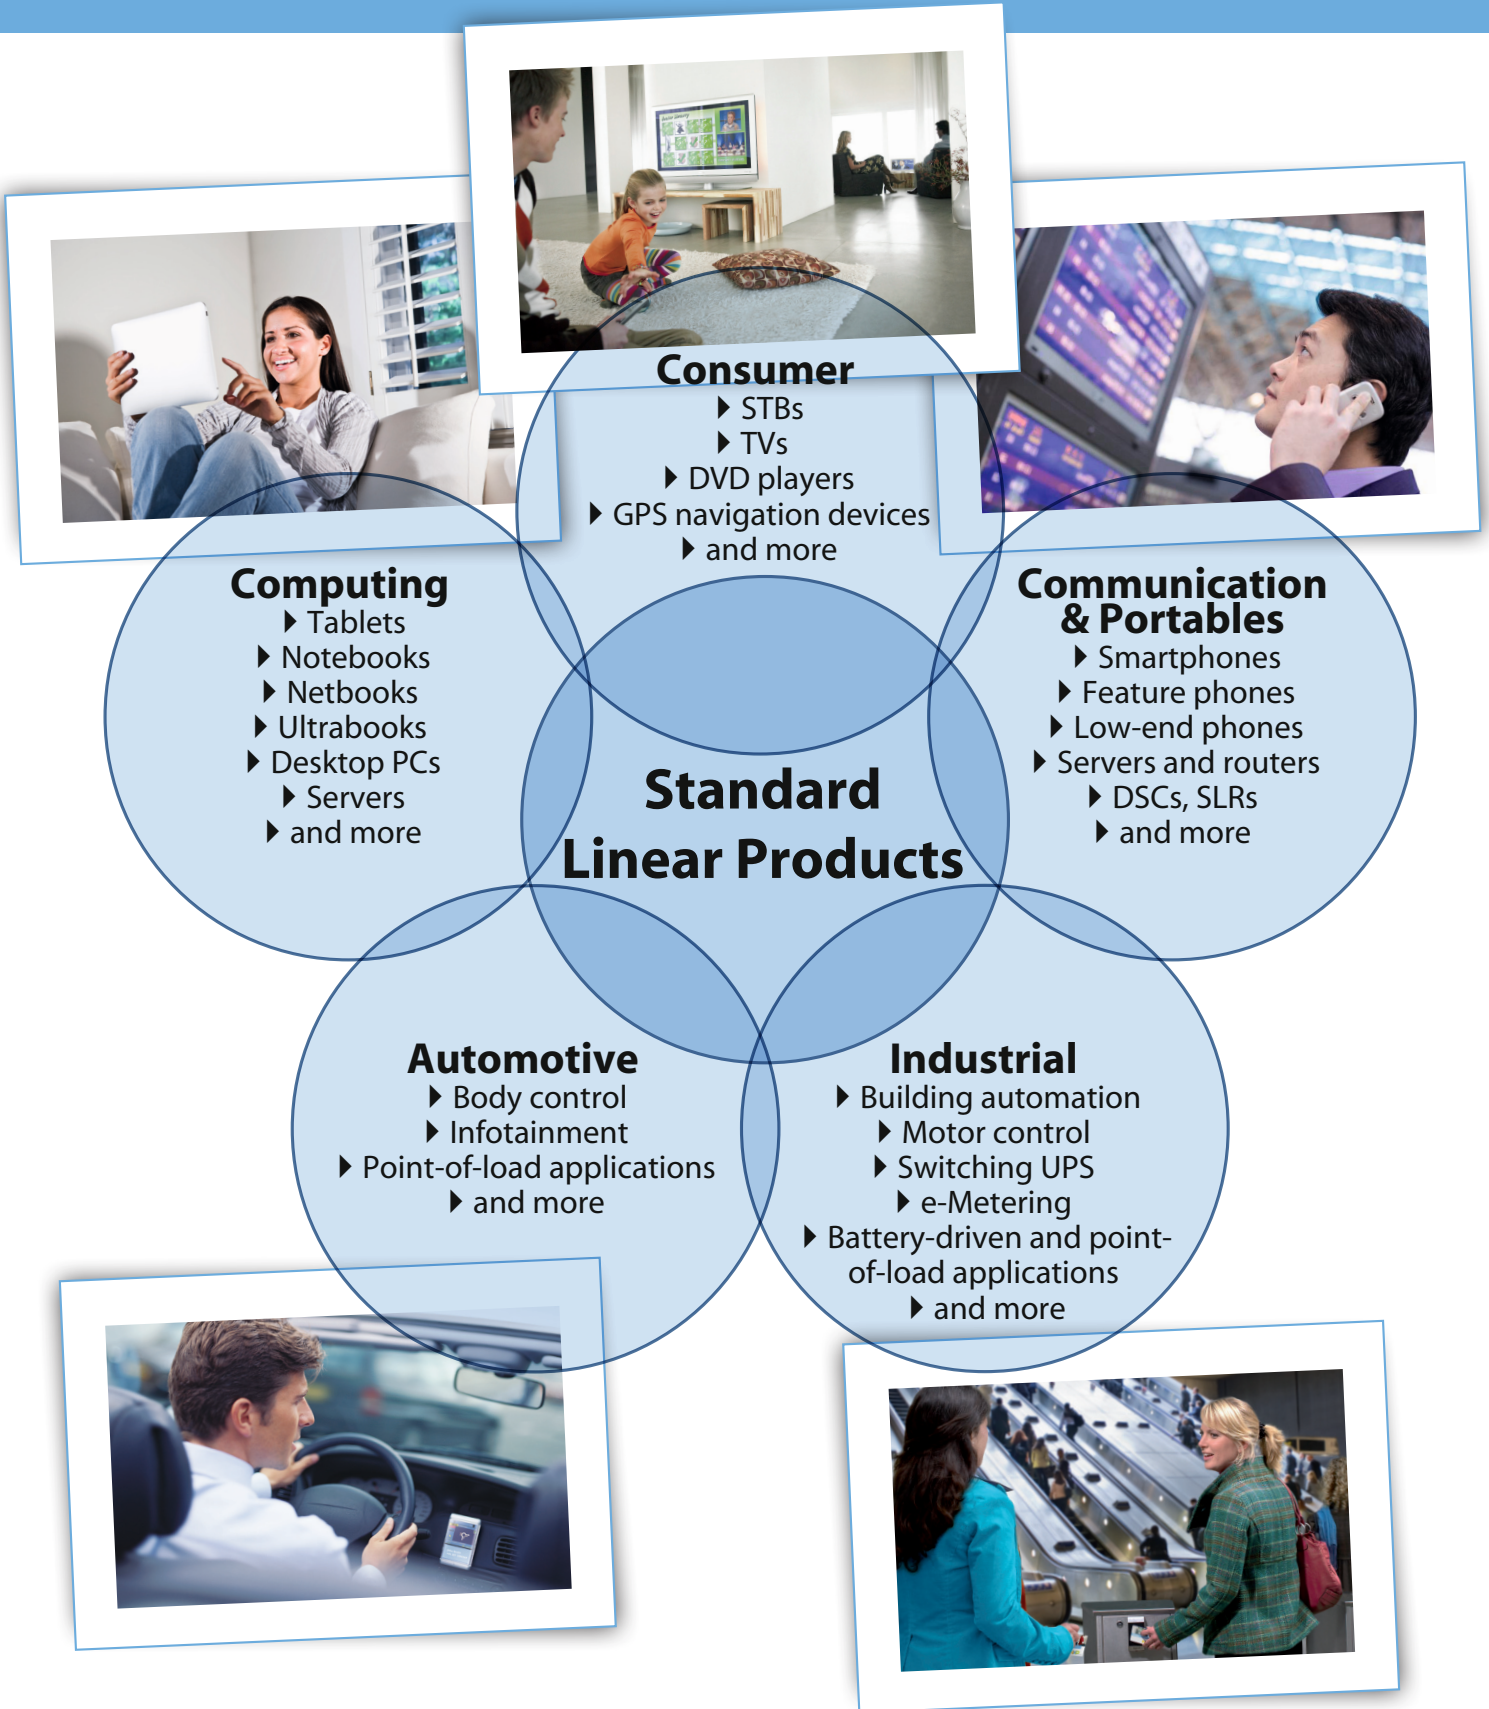 Consumer
▶ STBs
▶ TVs
▶ DVD players
▶ GPS navigation devices
▶ and more
Computing
▶ Tablets
▶ Notebooks
▶ Netbooks
▶ Ultrabooks
▶ Desktop PCs
▶ Servers
▶ and more
Communication
& Portables
▶ Smartphones
▶ Feature phones
▶ Low-end phones
▶ Servers and routers
▶ DSCs, SLRs
▶ and more
Standard
Linear Products
Automotive
▶ Body control
▶ Infotainment
▶ Point-of-load applications
▶ and more
Industrial
▶ Building automation
▶ Motor control
▶ Switching UPS
▶ e-Metering
▶ Battery-driven and point-
of-load applications
▶ and more